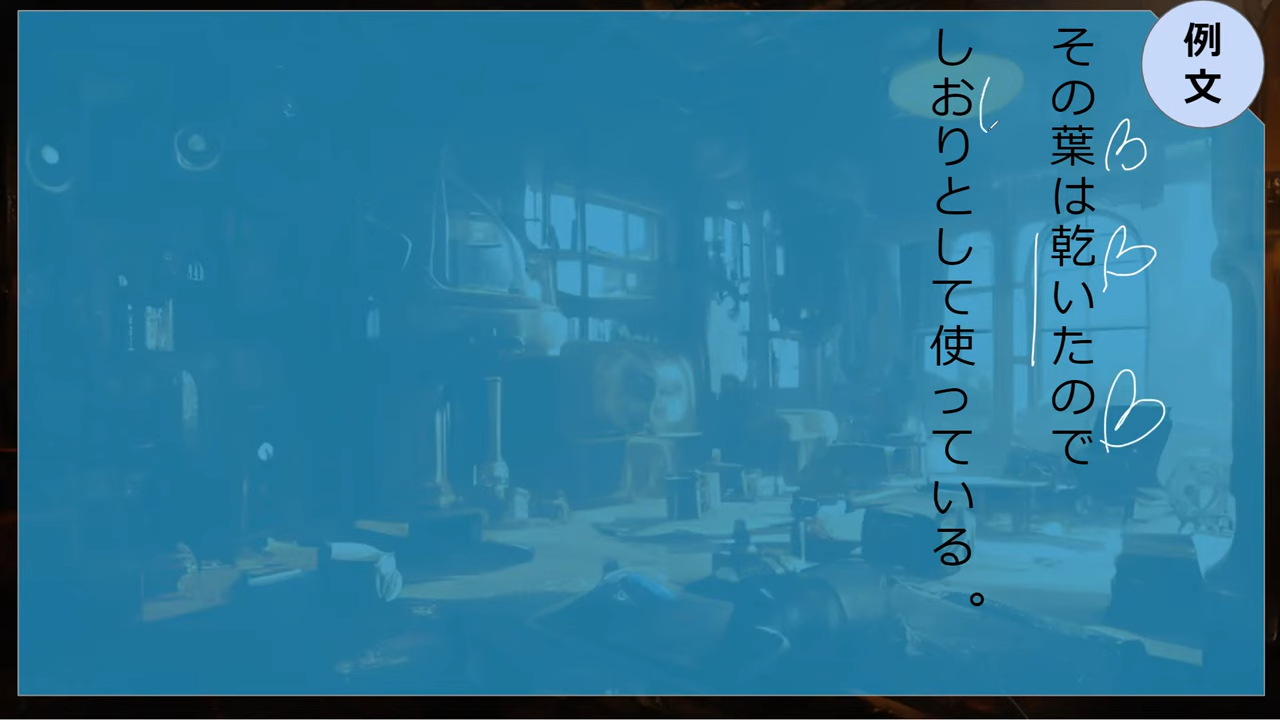 例文
その葉は乾いたので
しおりとして使っている。